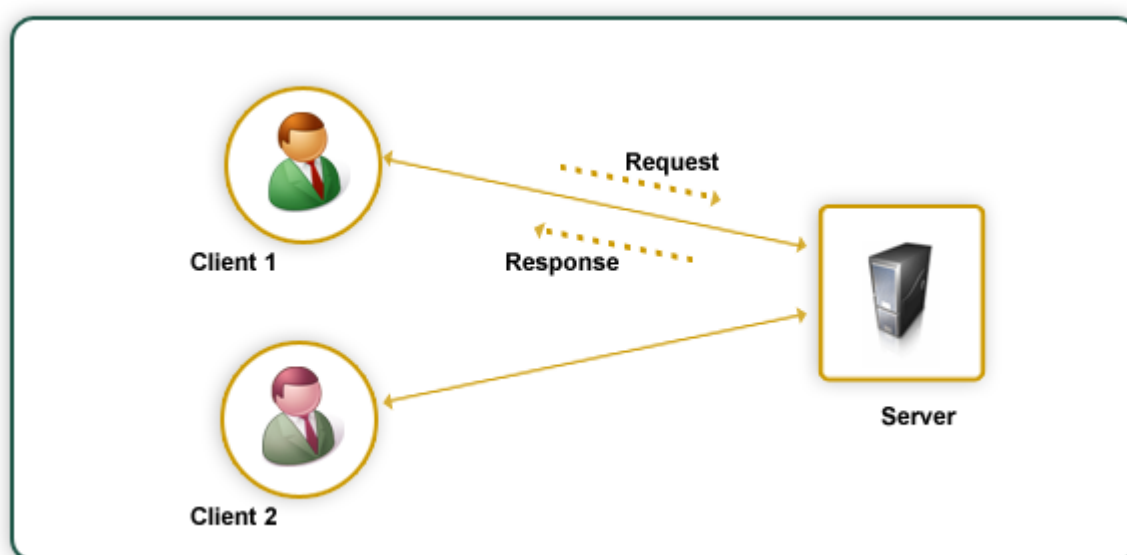 Request
Client 1
Response
Server
Client 2